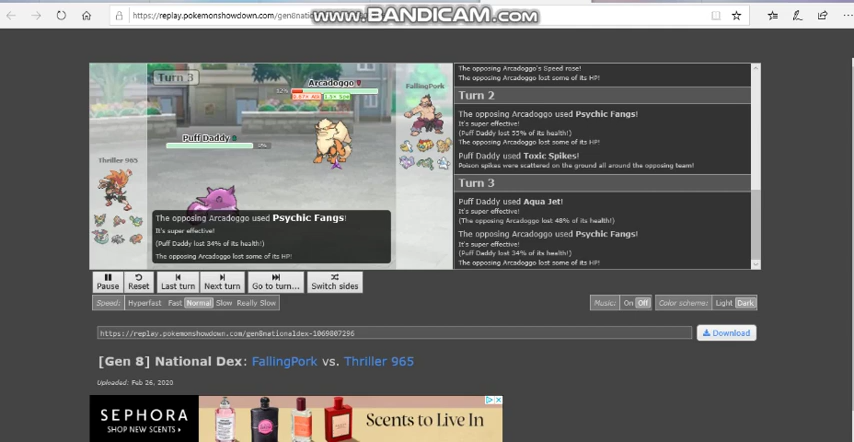 https://replay.pokemonshowdown.com/gen8nati
www.BANDICAM.com
Turn 3
Arcadoggo
12%
Puff Daddy
Thriller 965
FallingPork
The opposing Arcadoggo used Psychic Fangs!
It's super effective!
(Puff Daddy lost 34% of its health!)
The opposing Arcadoggo lost some of its HP!
The opposing Arcadoggo's Speed rose!
The opposing Arcadoggo lost some of its HP!
Turn 2
The opposing Arcadoggo used Psychic Fangs!
It's super effective!
(Puff Daddy lost 55% of its health!)
The opposing Arcadoggo lost some of its HP!
Puff Daddy used Toxic Spikes!
Poison spikes were scattered on the ground all around the opposing team!
Turn 3
Puff Daddy used Aqua Jet!
It's super effective!
(The opposing Arcadoggo lost 48% of its health!)
The opposing Arcadoggo used Psychic Fangs!
It's super effective!
(Puff Daddy lost 34% of its health!)
The opposing Arcadoggo lost some of its HP!
Pause
Reset
Last turn
Next turn
Go to turn...
Switch sides
Speed: Hyperfast Fast Normal Slow Really Slow
Music: On Off
Color scheme: Light Dark
https://replay.pokemonshowdown.com/gen8nationaldex-1069807296
Download
[Gen 8] National Dex: FallingPork vs. Thriller 965
Uploaded: Feb 26, 2020
SEPHORA
SHOP NEW SCENTS
Scents to Live In